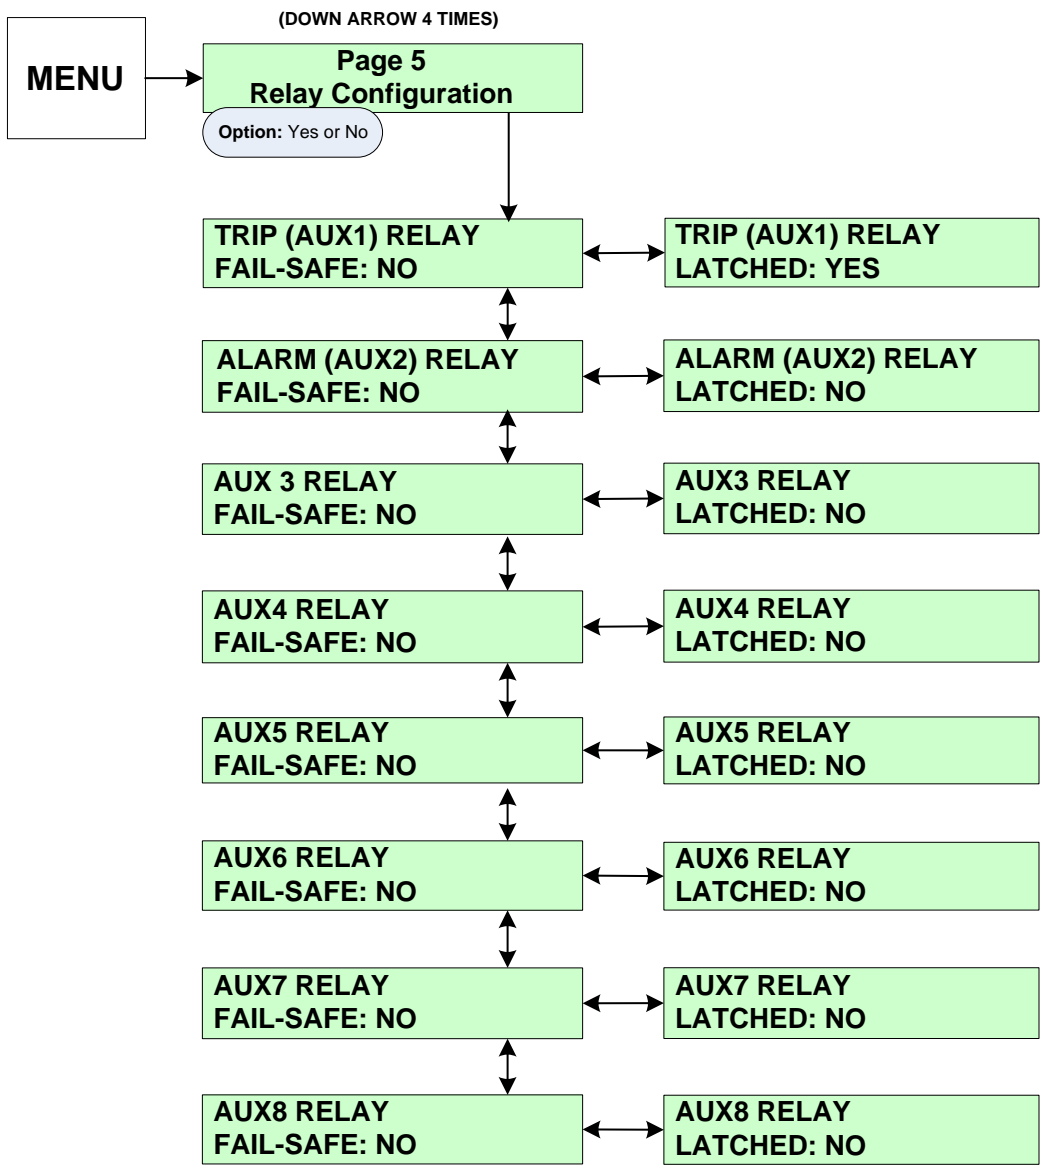 (DOWN ARROW 4 TIMES)
MENU
Page 5
Relay Configuration
Option: Yes or No
TRIP (AUX1) RELAY
FAIL-SAFE: NO
TRIP (AUX1) RELAY
LATCHED: YES
ALARM (AUX2) RELAY
FAIL-SAFE: NO
ALARM (AUX2) RELAY
LATCHED: NO
AUX 3 RELAY
FAIL-SAFE: NO
AUX3 RELAY
LATCHED: NO
AUX4 RELAY
FAIL-SAFE: NO
AUX4 RELAY
LATCHED: NO
AUX5 RELAY
FAIL-SAFE: NO
AUX5 RELAY
LATCHED: NO
AUX6 RELAY
FAIL-SAFE: NO
AUX6 RELAY
LATCHED: NO
AUX7 RELAY
FAIL-SAFE: NO
AUX7 RELAY
LATCHED: NO
AUX8 RELAY
FAIL-SAFE: NO
AUX8 RELAY
LATCHED: NO